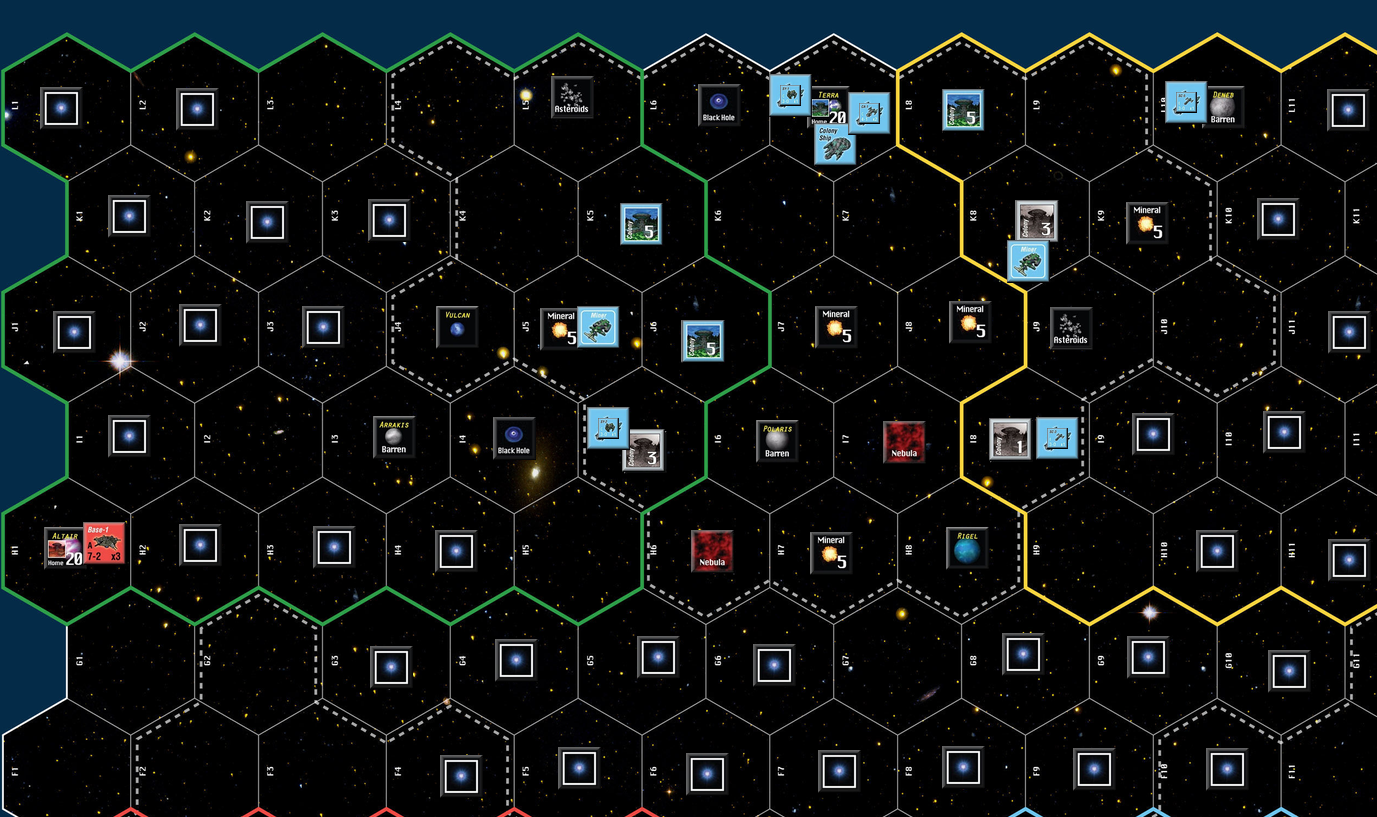 L1
L2
L3
L4
L5
Asteroids
L6
Black Hole
TERRA
Home 20
Colony Ship
L8
5
L9
DENEB
Barren
L11
K1
K2
K3
K4
K5
Colony 5
K6
K7
K8
Colony 3
Miner
K9
Mineral 5
K10
K11
J1
J2
J3
J4
VULCAN
J5
Mineral 5
Miner
J6
Colony 5
J7
Mineral 5
J8
Mineral 5
J9
Asteroids
J10
J11
I1
I2
I3
ARRAKIS
Barren
I4
Black Hole
Colony 3
I6
POLARIS
Barren
I7
Nebula
I8
Colony 1
I9
I10
I11
H1
ALTAIR
Home 20
Base-1
A
7-2 x3
H2
H3
H4
H5
H6
Nebula
H7
Mineral 5
H8
RIGEL
H9
H10
H11
G1
G2
G3
G4
G5
G6
G7
G8
G9
G10
G11
F1
F2
F3
F4
F5
F6
F7
F8
F9
F10
F11